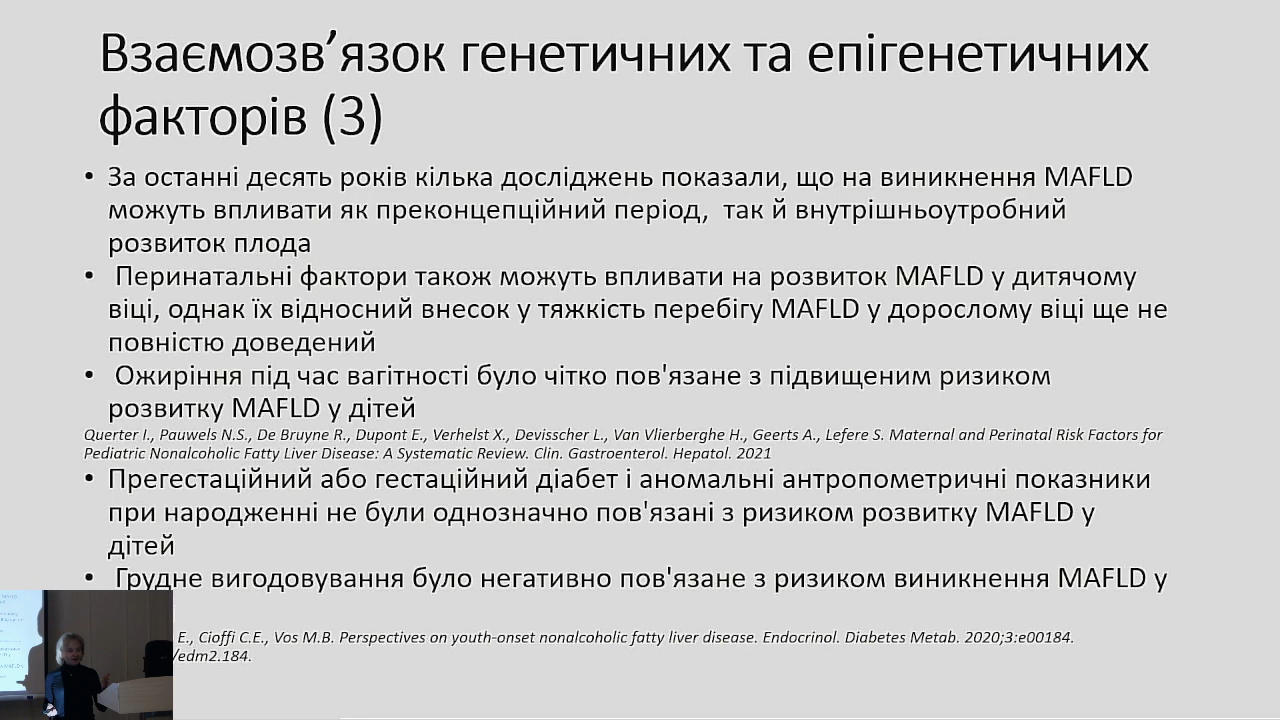 Взаємозв’язок генетичних та епігенетичних
факторів (3)
• За останні десять років кілька досліджень показали, що на виникнення MAFLD
можуть впливати як преконцепційний період, так й внутрішньоутробний
розвиток плода
• Перинатальні фактори також можуть впливати на розвиток MAFLD у дитячому
віці, однак їх відносний внесок у тяжкість перебігу MAFLD у дорослому віці ще не
повністю доведений
• Ожиріння під час вагітності було чітко пов'язане з підвищеним ризиком
розвитку MAFLD у дітей
Querter I., Pauwels N.S., De Bruyne R., Dupont E., Verhelst X., Devisscher L., Van Vlierberghe H., Geerts A., Lefere S. Maternal and Perinatal Risk Factors for
Pediatric Nonalcoholic Fatty Liver Disease: A Systematic Review. Clin. Gastroenterol. Hepatol. 2021
• Прегестаційний або гестаційний діабет і аномальні антропометричні показники
при народженні не були однозначно пов'язані з ризиком розвитку MAFLD у
дітей
• Грудне вигодовування було негативно пов'язане з ризиком виникнення MAFLD у
E., Cioffi C.E., Vos M.B. Perspectives on youth-onset nonalcoholic fatty liver disease. Endocrinol. Diabetes Metab. 2020;3:e00184.
/edm2.184.